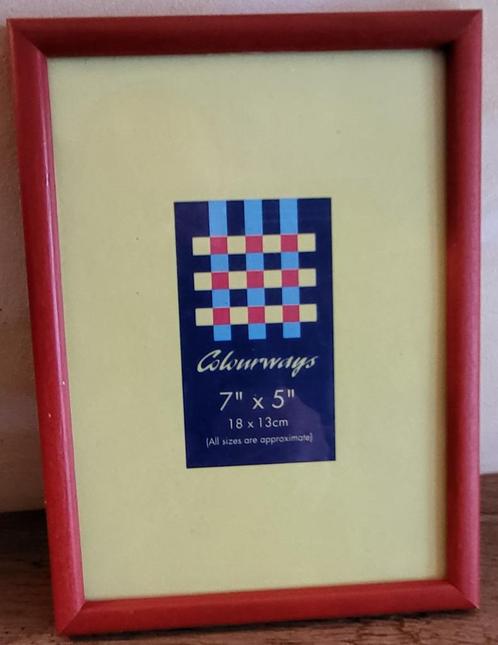 Colourways
7" x 5"
18 x 13cm
(All sizes are approximate)